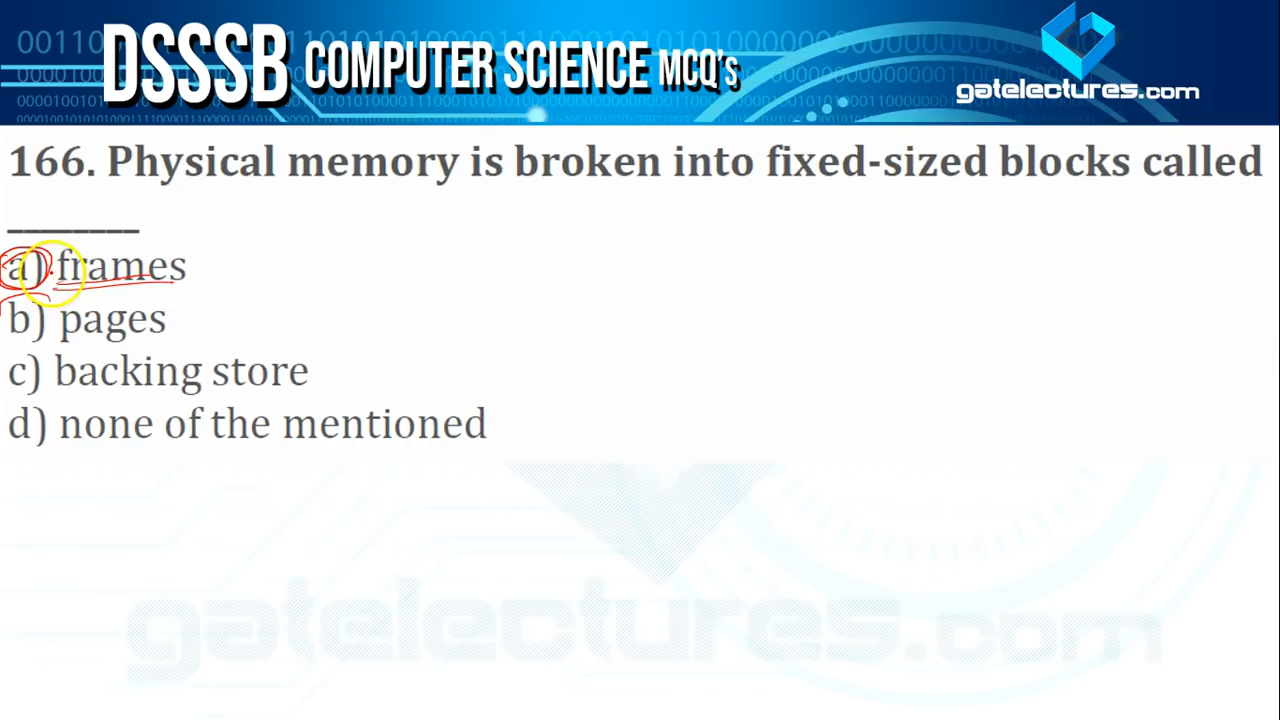 DSSSB COMPUTER SCIENCE MCQ's
gatelectures.com
166. Physical memory is broken into fixed-sized blocks called
________
a) frames
b) pages
c) backing store
d) none of the mentioned
gatelectures.com